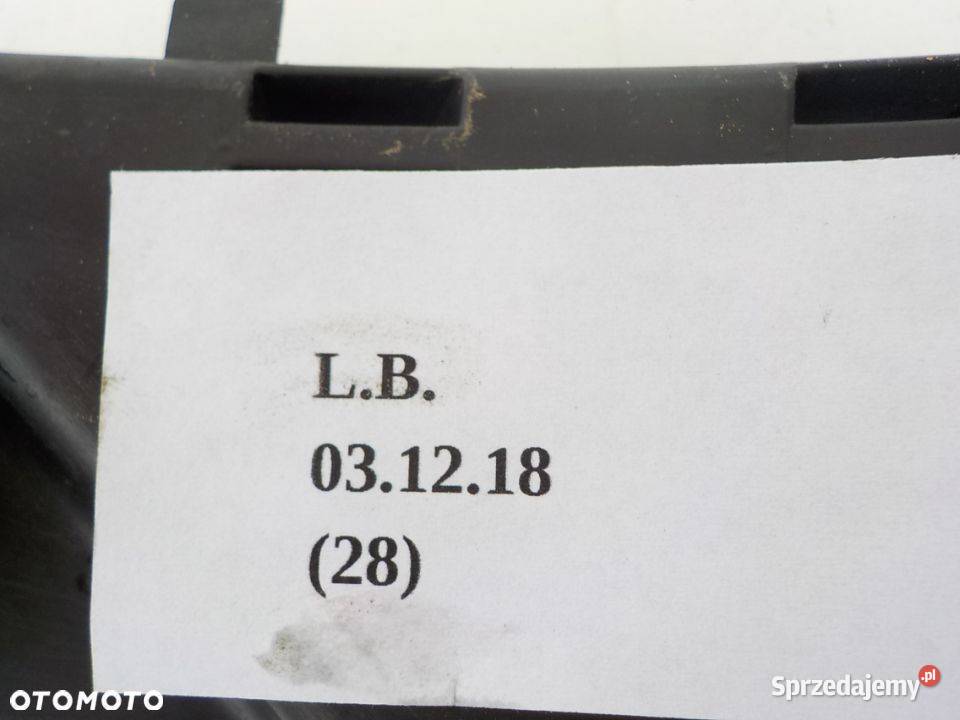 L.B.
03.12.18
(28)
OTOMOTO
Sprzedajemy.pl